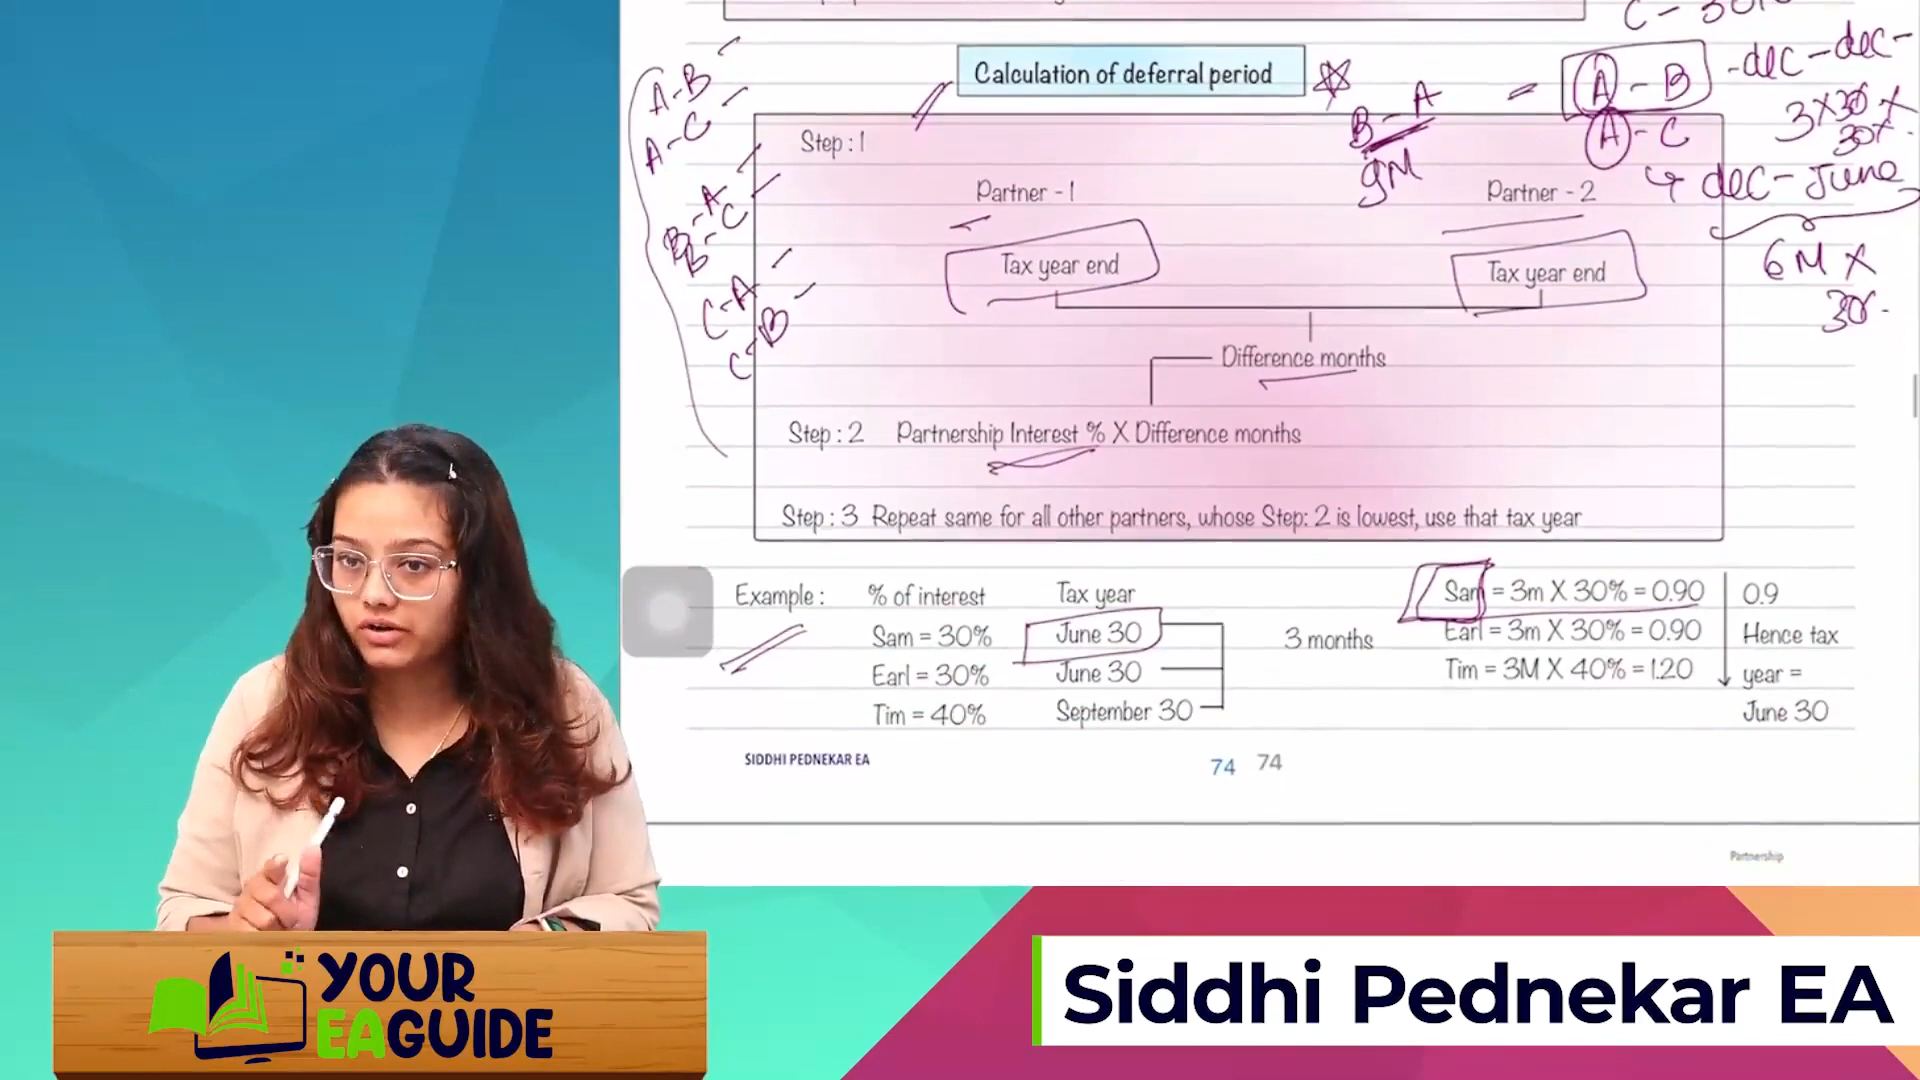 Calculation of deferral period
A-B
A-C
B-A
B-C
C-A
C-B
B-A
9M
A-B -dec-dec-
A-C
dec-June
6M X
Step : 1
Partner - 1
Partner - 2
Tax year end
Tax year end
Difference months
Step : 2 Partnership Interest % X Difference months
Step : 3 Repeat same for all other partners, whose Step: 2 is lowest, use that tax year
Example : % of interest Tax year
Sam = 30% June 30
Earl = 30% June 30
Tim = 40% September 30
3 months
Sam = 3m X 30% = 0.90
Earl = 3m X 30% = 0.90
Tim = 3M X 40% = 1.20
0.9
Hence tax
year =
June 30
SIDDHI PEDNEKAR EA
74 74
Partnership
YOUR
EAGUIDE
Siddhi Pednekar EA